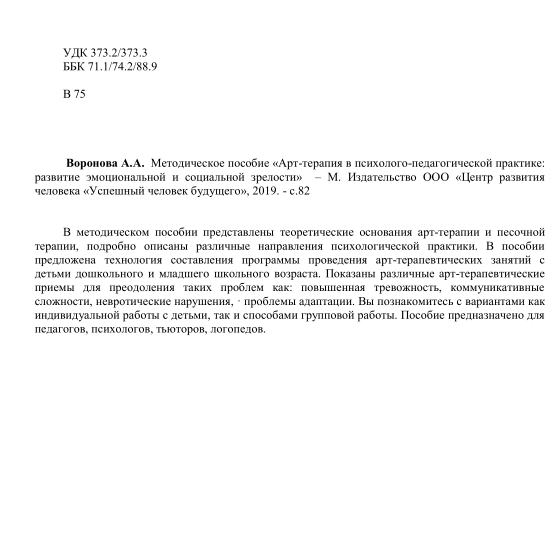 УДК 373.2/373.3
ББК 71.1/74.2/88.9
В 75
Воронова А.А. Методическое пособие «Арт-терапия в психолого-педагогической практике:
развитие эмоциональной и социальной зрелости» – М. Издательство ООО «Центр развития
человека «Успешный человек будущего», 2019. - с.82
В методическом пособии представлены теоретические основания арт-терапии и песочной
терапии, подробно описаны различные направления психологической практики. В пособии
предложена технология составления программы проведения арт-терапевтических занятий с
детьми дошкольного и младшего школьного возраста. Показаны различные арт-терапевтические
приемы для преодоления таких проблем как: повышенная тревожность, коммуникативные
сложности, невротические нарушения, · проблемы адаптации. Вы познакомитесь с вариантами как
индивидуальной работы с детьми, так и способами групповой работы. Пособие предназначено для
педагогов, психологов, тьюторов, логопедов.